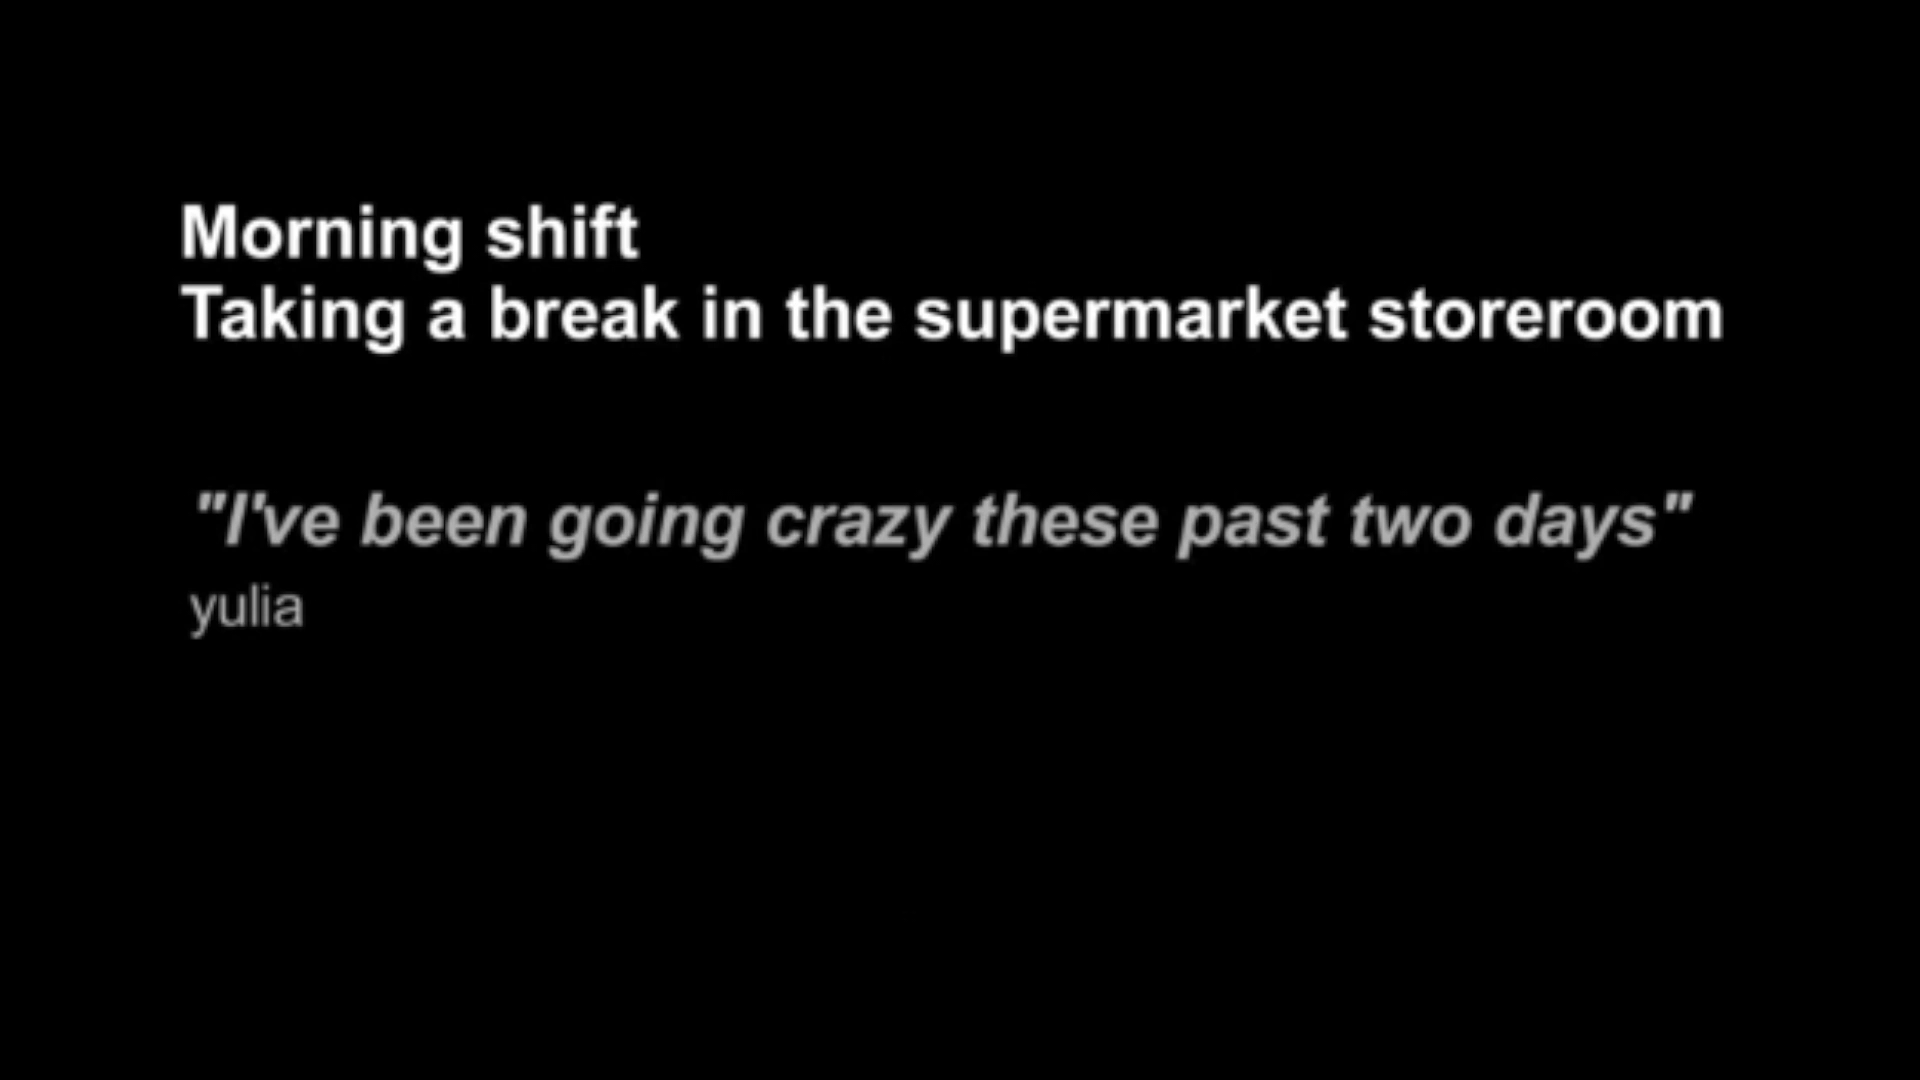 Morning shift
Taking a break in the supermarket storeroom
"I've been going crazy these past two days"
yulia